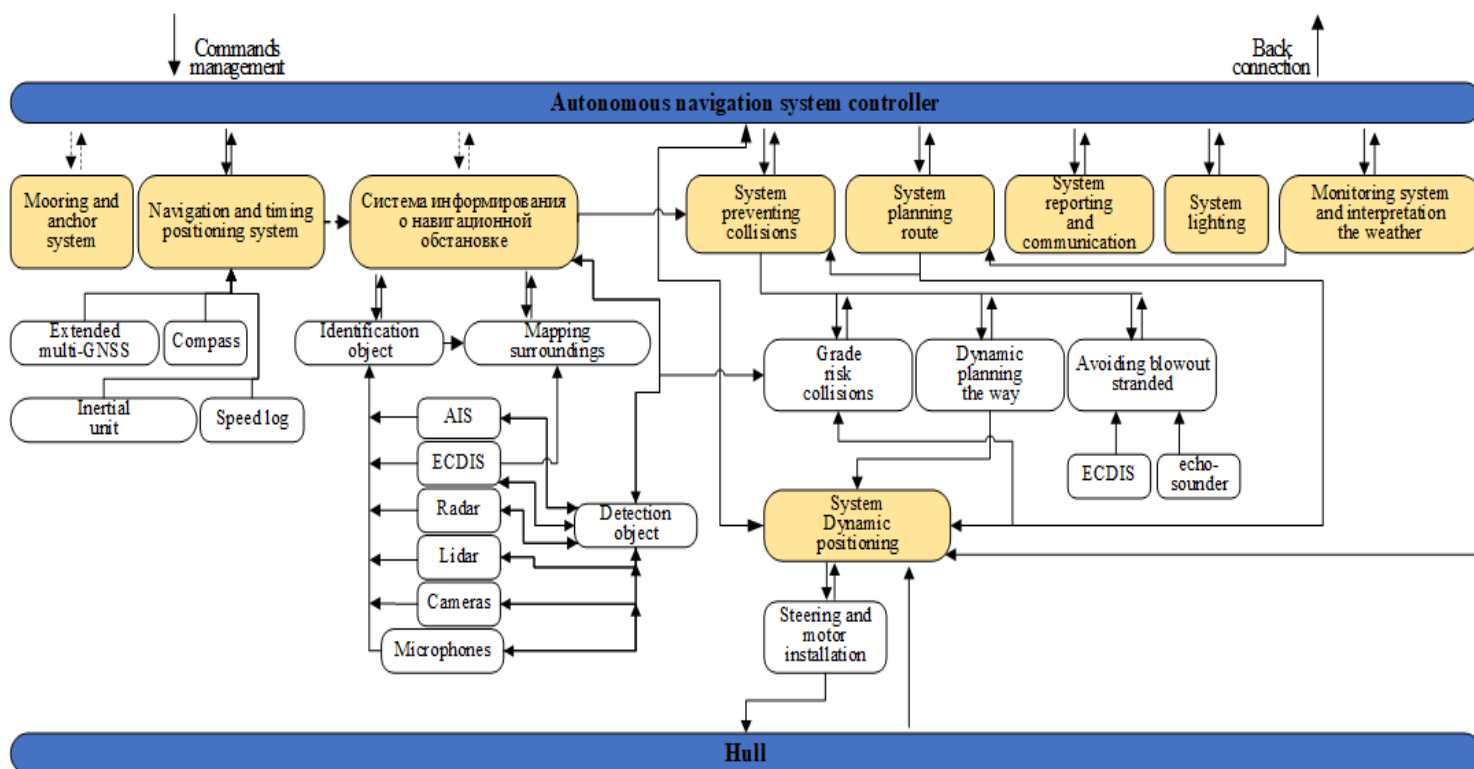 Commands
management
Back
connection
Autonomous navigation system controller
Mooring and
anchor
system
Navigation and timing
positioning system
Система информирования
о навигационной
обстановке
System
preventing
collisions
System
planning
route
System
reporting
and
communication
System
lighting
Monitoring system
and interpretation
the weather
Extended
multi-GNSS
Compass
Identification
object
Mapping
surroundings
Grade
risk
collisions
Dynamic
planning
the way
Avoiding blowout
stranded
Inertial
unit
Speed log
AIS
ECDIS
Radar
Lidar
Cameras
Microphones
Detection
object
ECDIS
echo-
sounder
System
Dynamic
positioning
Steering and
motor
installation
Hull